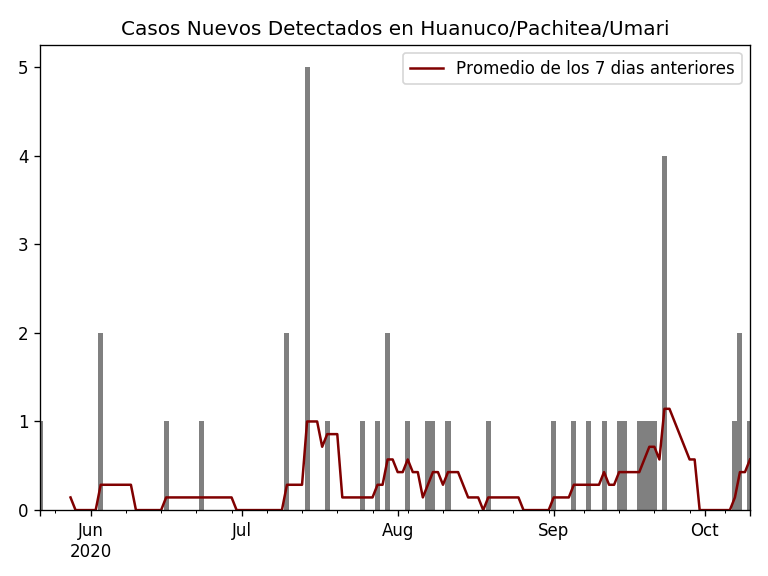 Casos Nuevos Detectados en Huanuco/Pachitea/Umari
Promedio de los 7 dias anteriores
5
4
3
2
1
0
Jun Jul Aug Sep Oct
2020